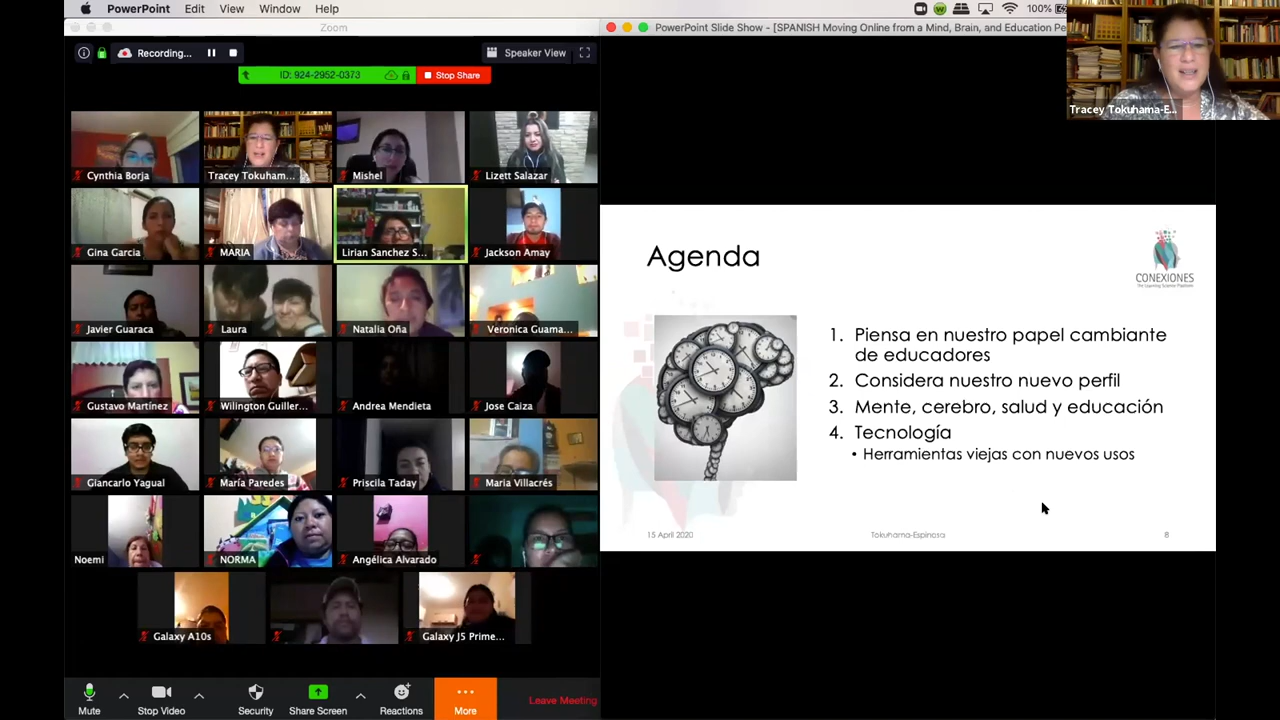 PowerPoint Edit View Window Help
100%
Zoom
PowerPoint Slide Show - [SPANISH Moving Online from a Mind, Brain, and Education Pe
Recording...
Speaker View
ID: 924-2952-0373
Stop Share
Tracey Tokuhama-E...
Cynthia Borja
Tracey Tokuham...
Mishel
Lizett Salazar
Gina Garcia
MARIA
Lirian Sanchez S...
Jackson Amay
Javier Guaraca
Laura
Natalia Oña
Veronica Guama...
Gustavo Martínez
Wilington Guiller...
Andrea Mendieta
Jose Caiza
Giancarlo Yagual
María Paredes
Priscila Taday
Maria Villacrés
Noemi
NORMA
Angélica Alvarado
Galaxy A10s
Galaxy J5 Prime...
Mute
Stop Video
Security
Share Screen
Reactions
More
Leave Meeting
Agenda
CONEXIONES
The Learning Science Platform
1. Piensa en nuestro papel cambiante
de educadores
2. Considera nuestro nuevo perfil
3. Mente, cerebro, salud y educación
4. Tecnología
• Herramientas viejas con nuevos usos
15 April 2020
Tokuhama-Espinosa
8